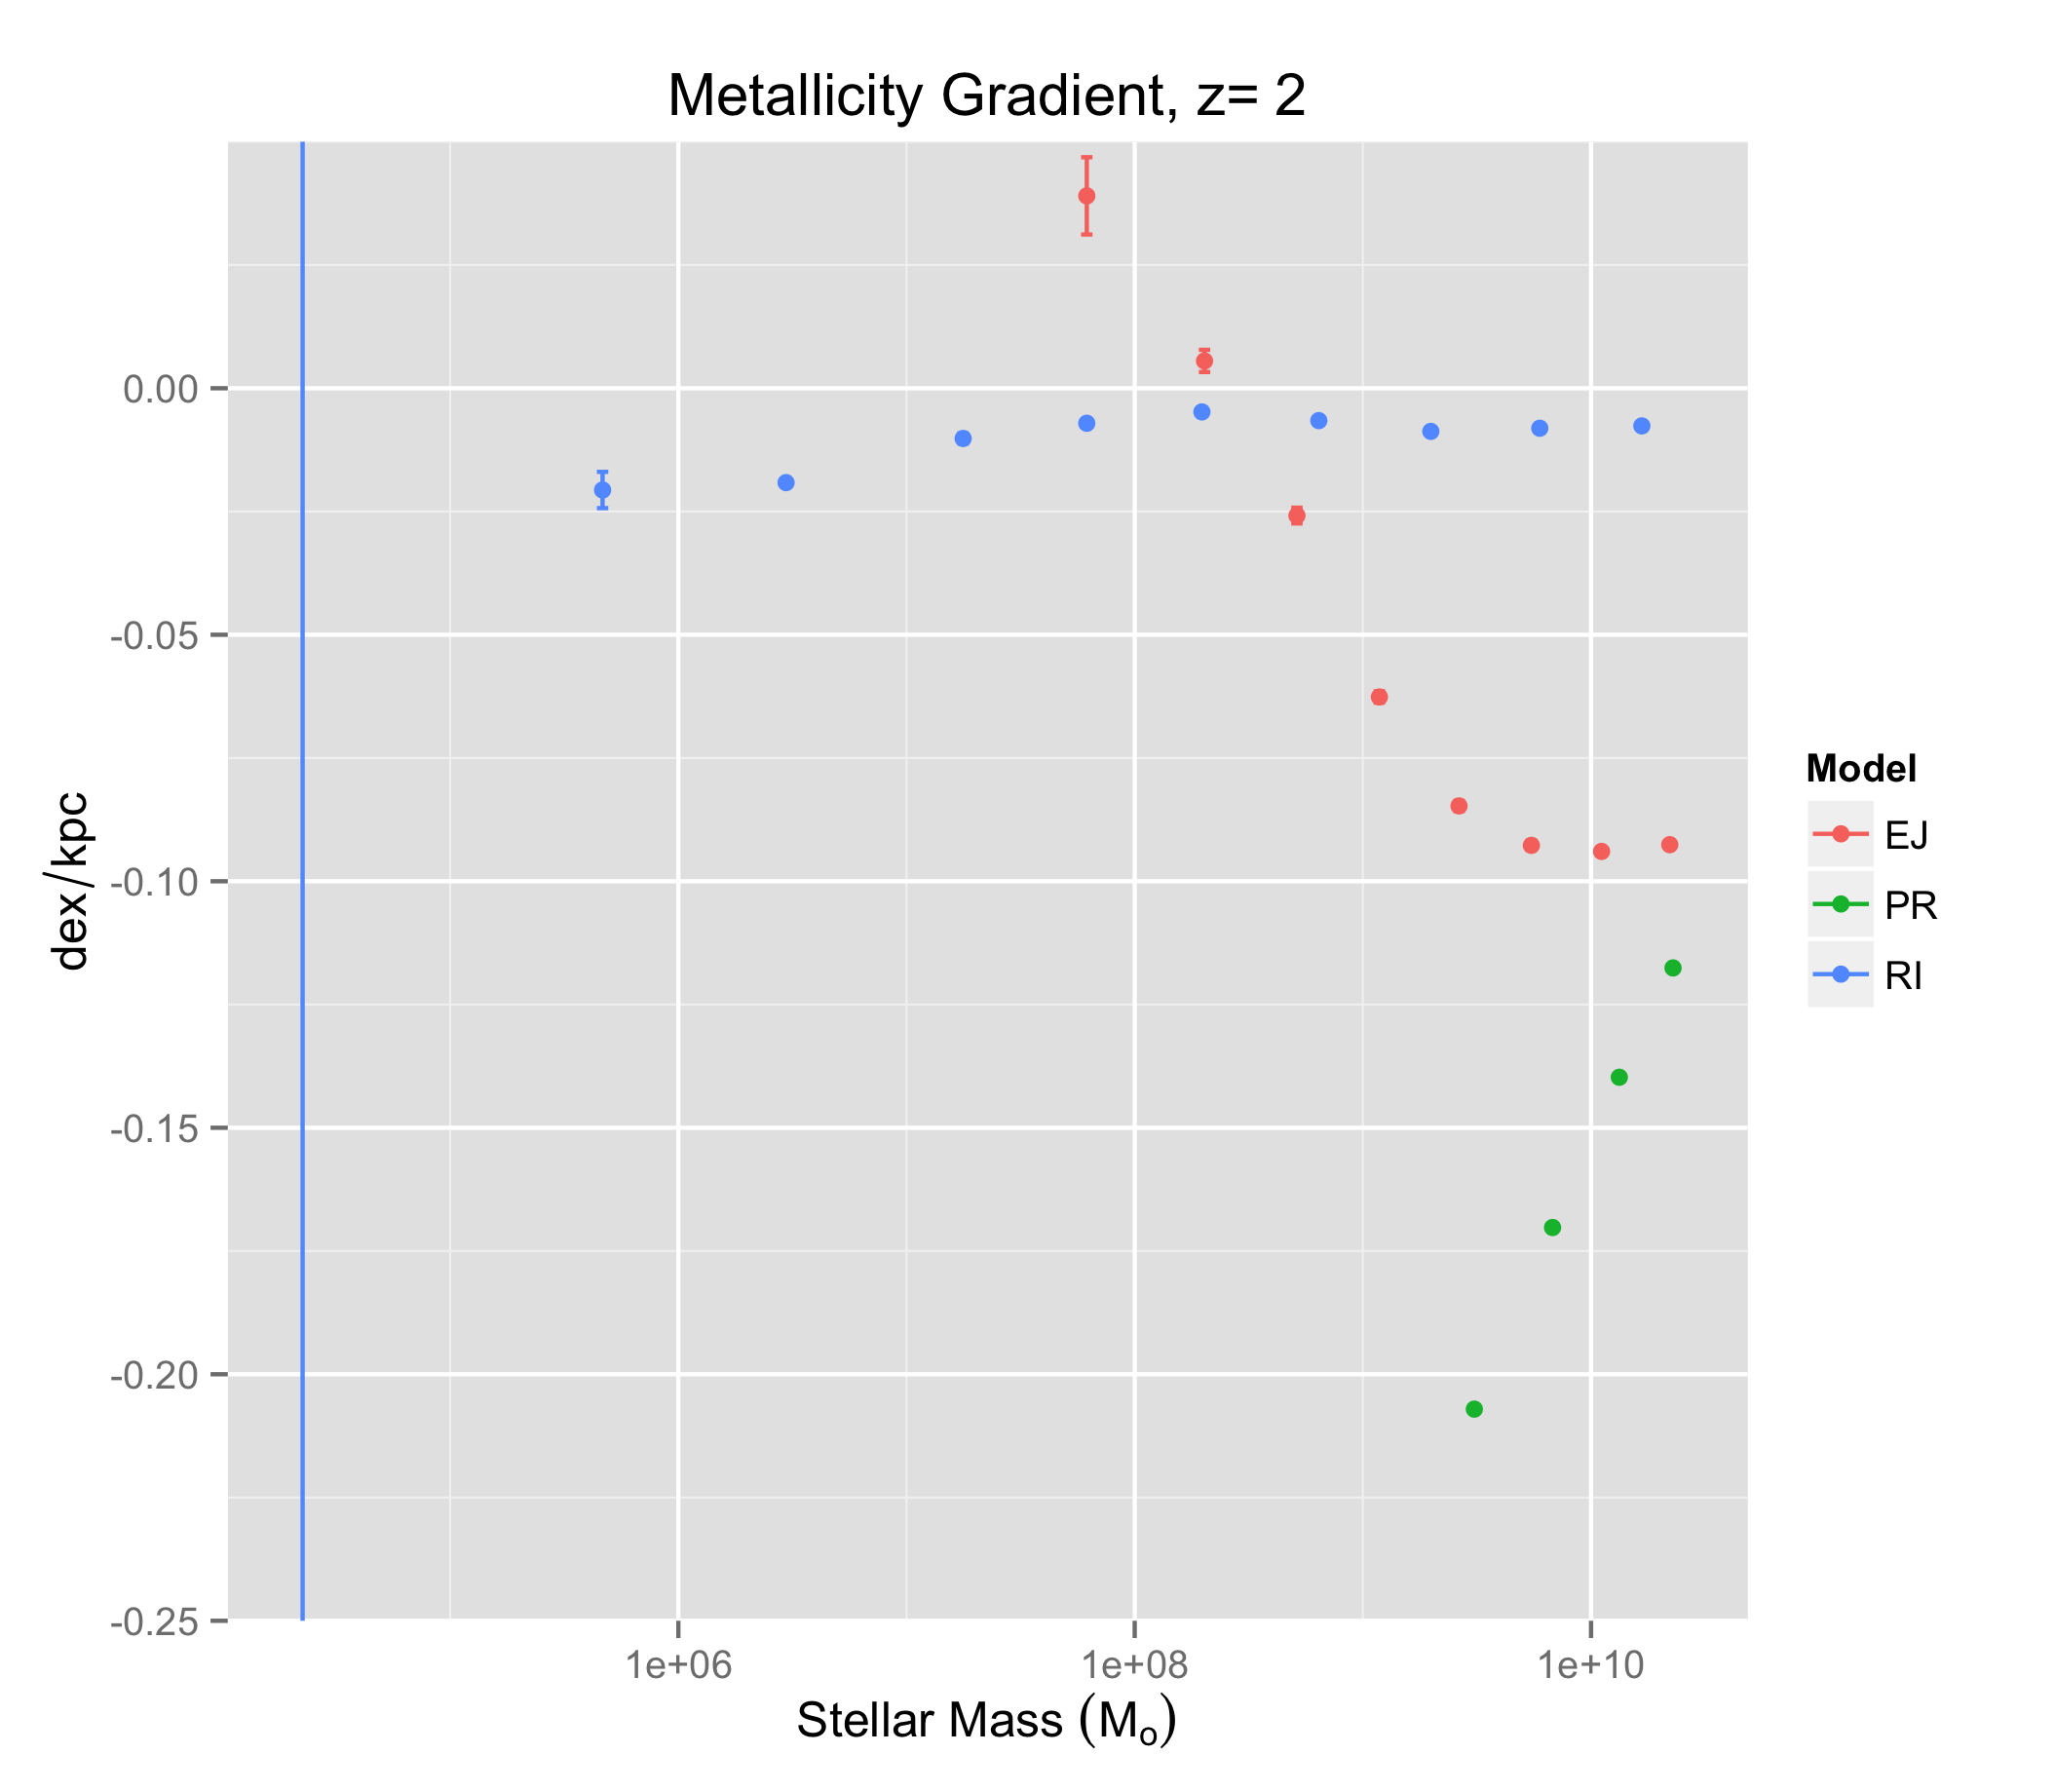 Metallicity Gradient, z= 2
dex/kpc
0.00
-0.05
-0.10
-0.15
-0.20
-0.25
1e+06 1e+08 1e+10
Stellar Mass (Mo)
Model
EJ
PR
RI